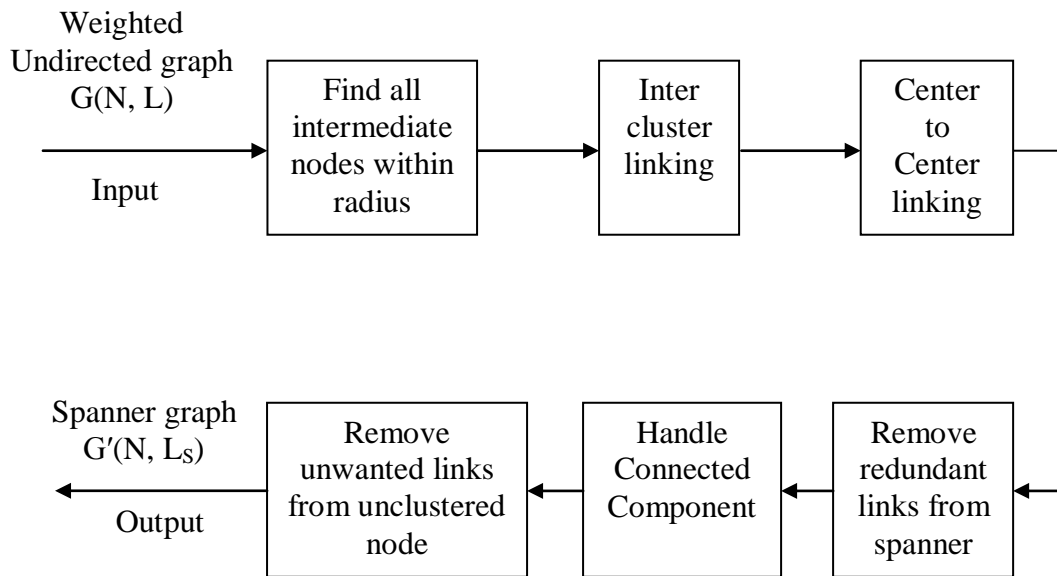 Weighted
Undirected graph
G(N, L)
Input
Find all
intermediate
nodes within
radius
Inter
cluster
linking
Center
to
Center
linking
Remove
redundant
links from
spanner
Handle
Connected
Component
Remove
unwanted links
from unclustered
node
Spanner graph
G′(N, Lₛ)
Output